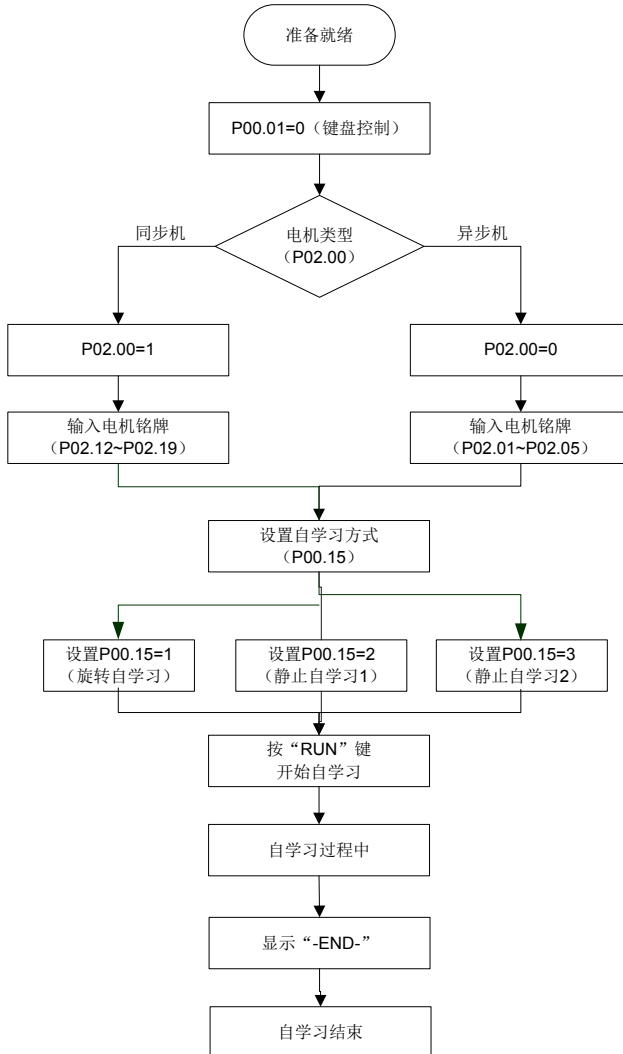 准备就绪
P00.01=0（键盘控制）
电机类型
（P02.00）
同步机
异步机
P02.00=1
P02.00=0
输入电机铭牌
(P02.12~P02.19)
输入电机铭牌
（P02.01~P02.05）
设置自学习方式
（P00.15）
设置P00.15=1
（旋转自学习）
设置P00.15=2
（静止自学习1）
设置P00.15=3
（静止自学习2）
按“RUN”键
开始自学习
自学习过程中
显示“-END-”
自学习结束